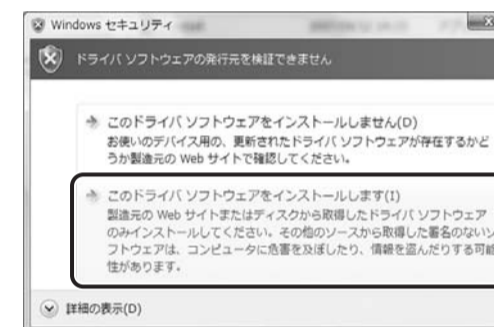 Windows セキュリティ
ドライバ ソフトウェアの発行元を検証できません
このドライバ ソフトウェアをインストールしません(D)
お使いのデバイス用の、更新されたドライバ ソフトウェアが存在するかど
うか製造元の Web サイトで確認してください。
このドライバ ソフトウェアをインストールします(I)
製造元の Web サイトまたはディスクから取得したドライバ ソフトウェア
のみインストールしてください。その他のソースから取得した署名のないソ
フトウェアは、コンピュータに危害を及ぼしたり、情報を盗んだりする可能
性があります。
詳細の表示(D)